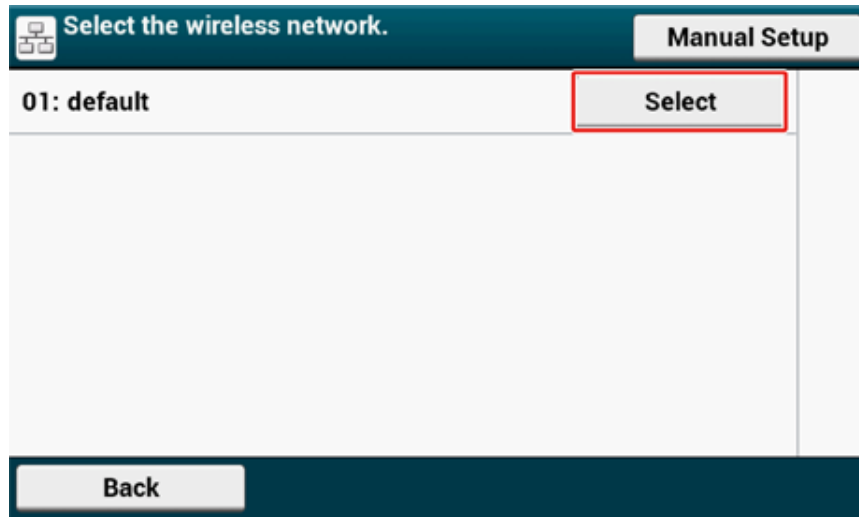 Select the wireless network.
Manual Setup
01: default
Select
Back